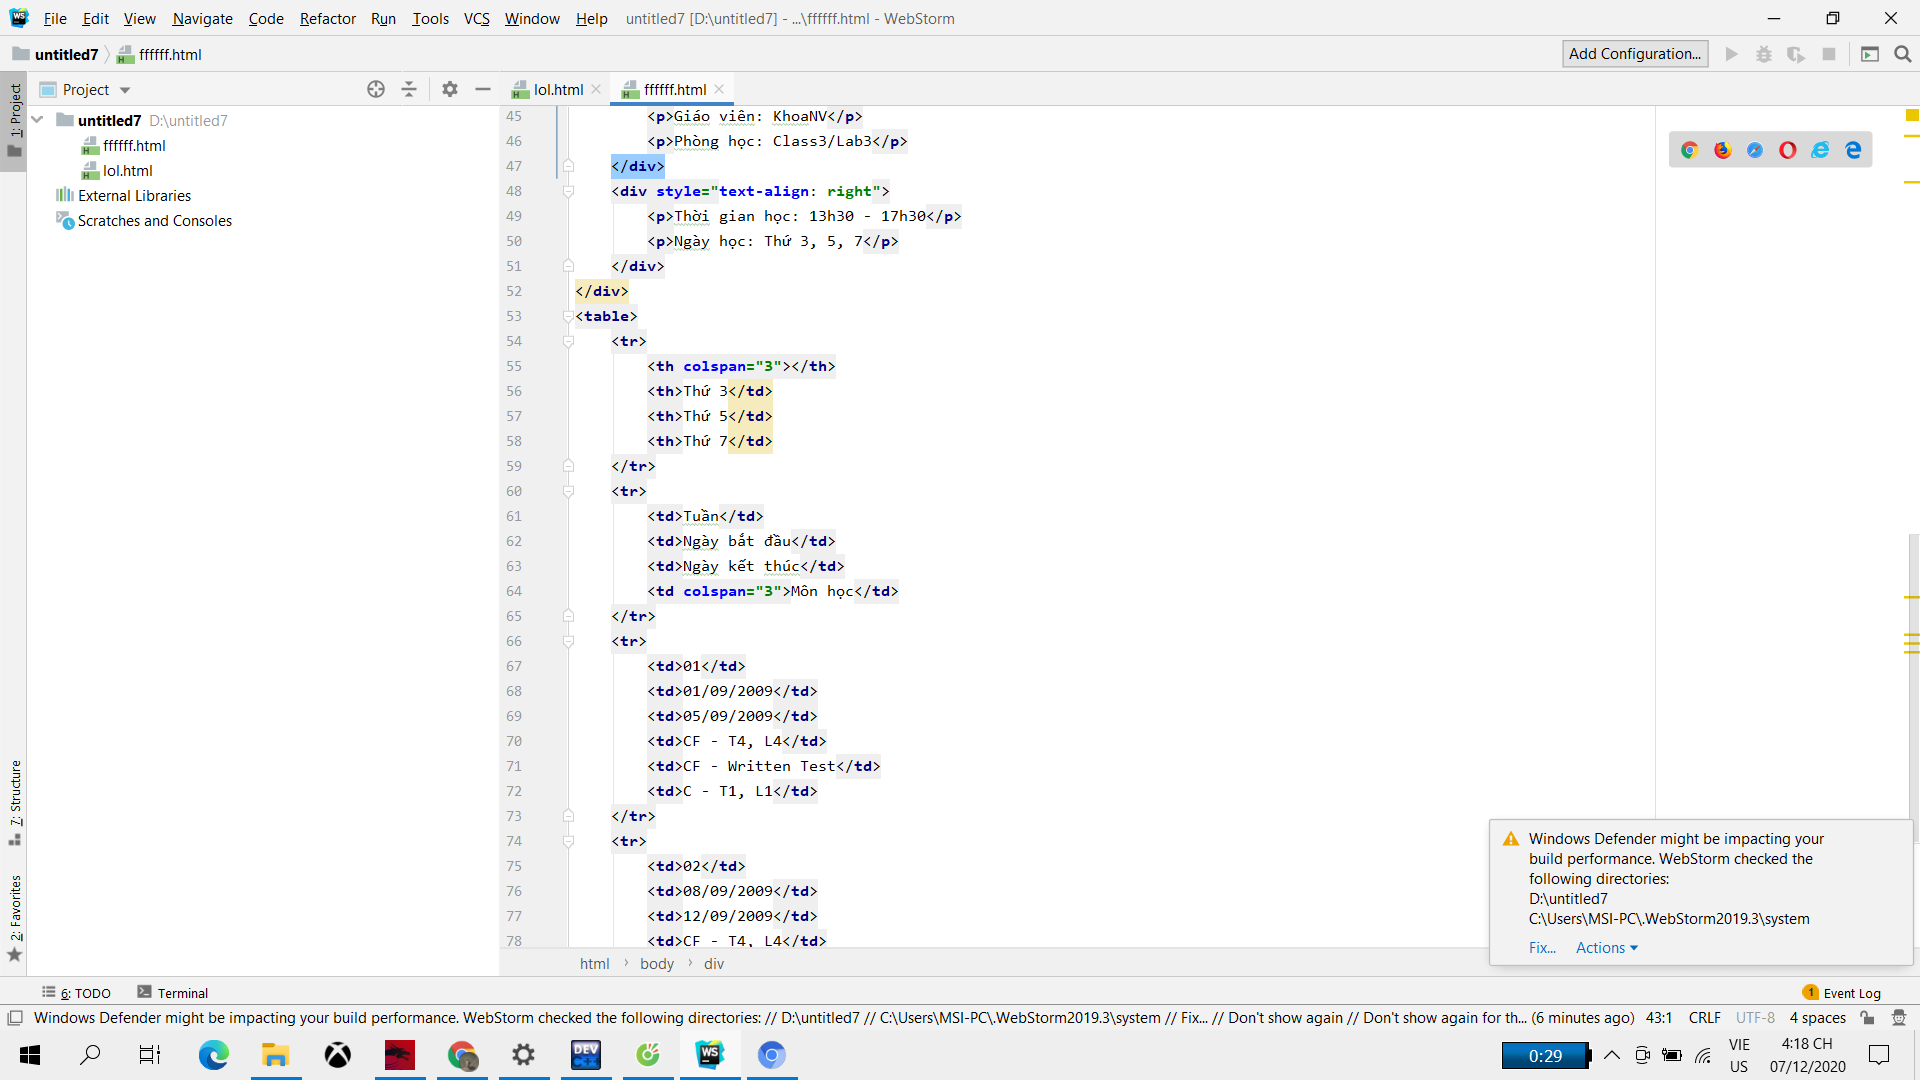 File Edit View Navigate Code Refactor Run Tools VCS Window Help untitled7 [D:\untitled7] - ...\ffffff.html - WebStorm
untitled7 ffffff.html Add Configuration...
Project lol.html ffffff.html
1: Project
untitled7 D:\untitled7
ffffff.html
lol.html
External Libraries
Scratches and Consoles
7: Structure
2: Favorites
45 <p>Giáo viên: KhoaNV</p>
46 <p>Phòng học: Class3/Lab3</p>
47 </div>
48 <div style="text-align: right">
49 <p>Thời gian học: 13h30 - 17h30</p>
50 <p>Ngày học: Thứ 3, 5, 7</p>
51 </div>
52 </div>
53 <table>
54 <tr>
55 <th colspan="3"></th>
56 <th>Thứ 3</td>
57 <th>Thứ 5</td>
58 <th>Thứ 7</td>
59 </tr>
60 <tr>
61 <td>Tuần</td>
62 <td>Ngày bắt đầu</td>
63 <td>Ngày kết thúc</td>
64 <td colspan="3">Môn học</td>
65 </tr>
66 <tr>
67 <td>01</td>
68 <td>01/09/2009</td>
69 <td>05/09/2009</td>
70 <td>CF - T4, L4</td>
71 <td>CF - Written Test</td>
72 <td>C - T1, L1</td>
73 </tr>
74 <tr>
75 <td>02</td>
76 <td>08/09/2009</td>
77 <td>12/09/2009</td>
78 <td>CF - T4, L4</td>
html body div
Windows Defender might be impacting your
build performance. WebStorm checked the
following directories:
D:\untitled7
C:\Users\MSI-PC\.WebStorm2019.3\system
Fix... Actions
6: TODO Terminal 1 Event Log
Windows Defender might be impacting your build performance. WebStorm checked the following directories: // D:\untitled7 // C:\Users\MSI-PC\.WebStorm2019.3\system // Fix... // Don't show again // Don't show again for th... (6 minutes ago) 43:1 CRLF UTF-8 4 spaces
DEV C++ WS 0:29 VIE 4:18 CH
US 07/12/2020